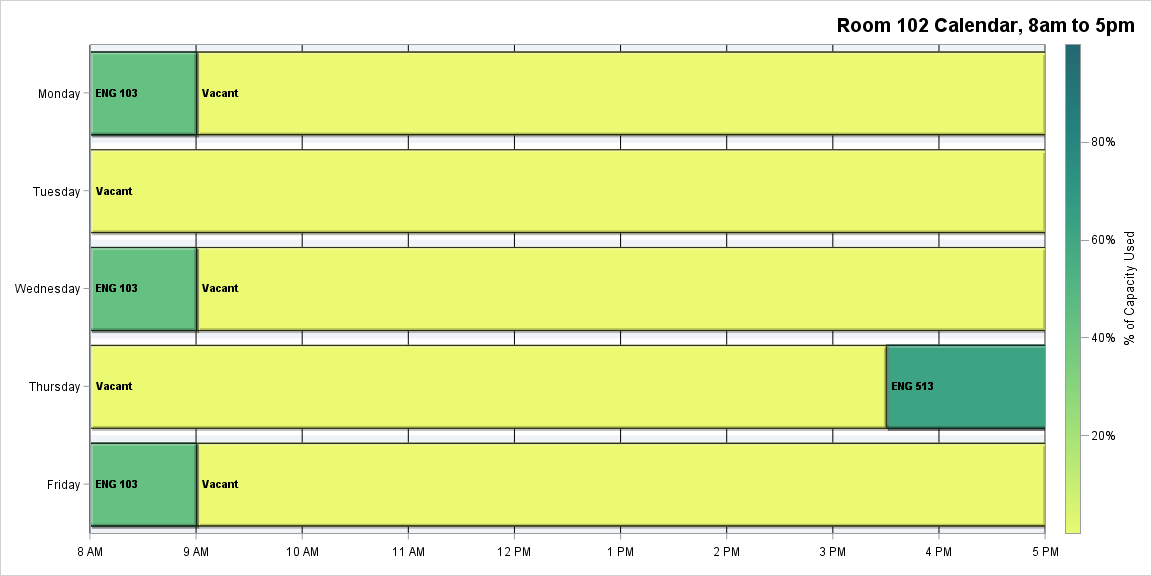 Room 102 Calendar, 8am to 5pm
Monday
ENG 103
Vacant
Tuesday
Vacant
Wednesday
ENG 103
Vacant
Thursday
Vacant
ENG 513
Friday
ENG 103
Vacant
8 AM
9 AM
10 AM
11 AM
12 PM
1 PM
2 PM
3 PM
4 PM
5 PM
80%
60%
40%
20%
% of Capacity Used